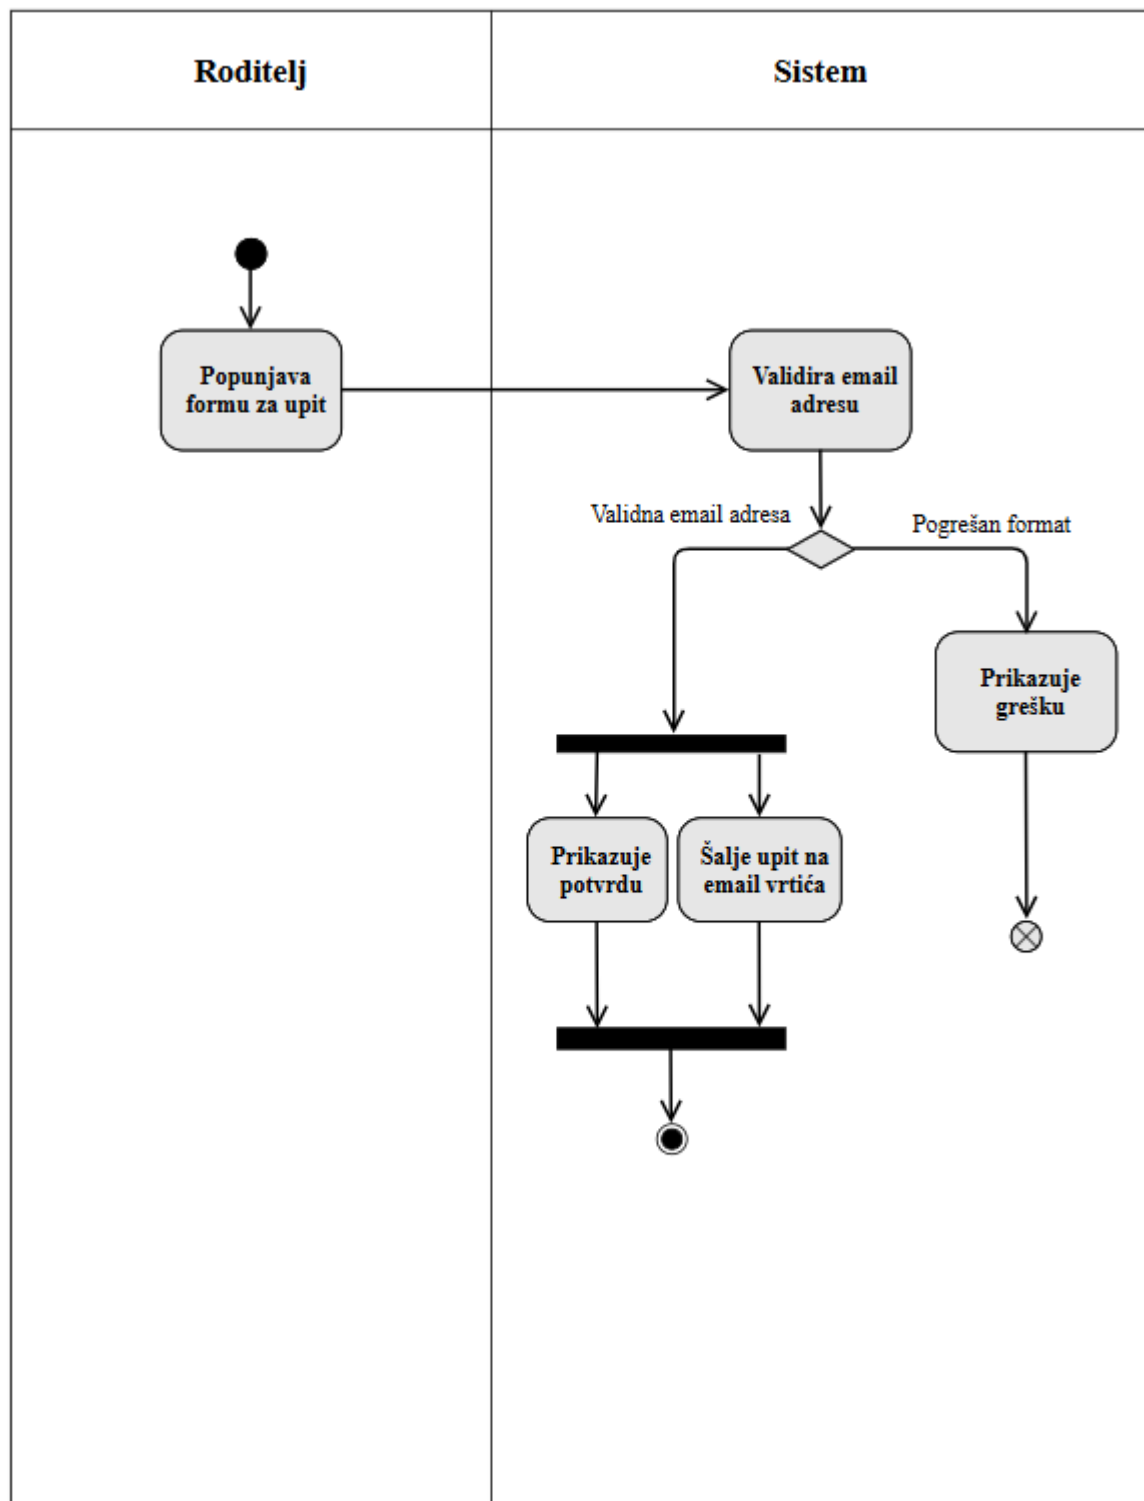 Roditelj
Sistem
Popunjava
formu za upit
Validira email
adresu
Validna email adresa
Pogrešan format
Prikazuje
grešku
Prikazuje
potvrdu
Šalje upit na
email vrtića